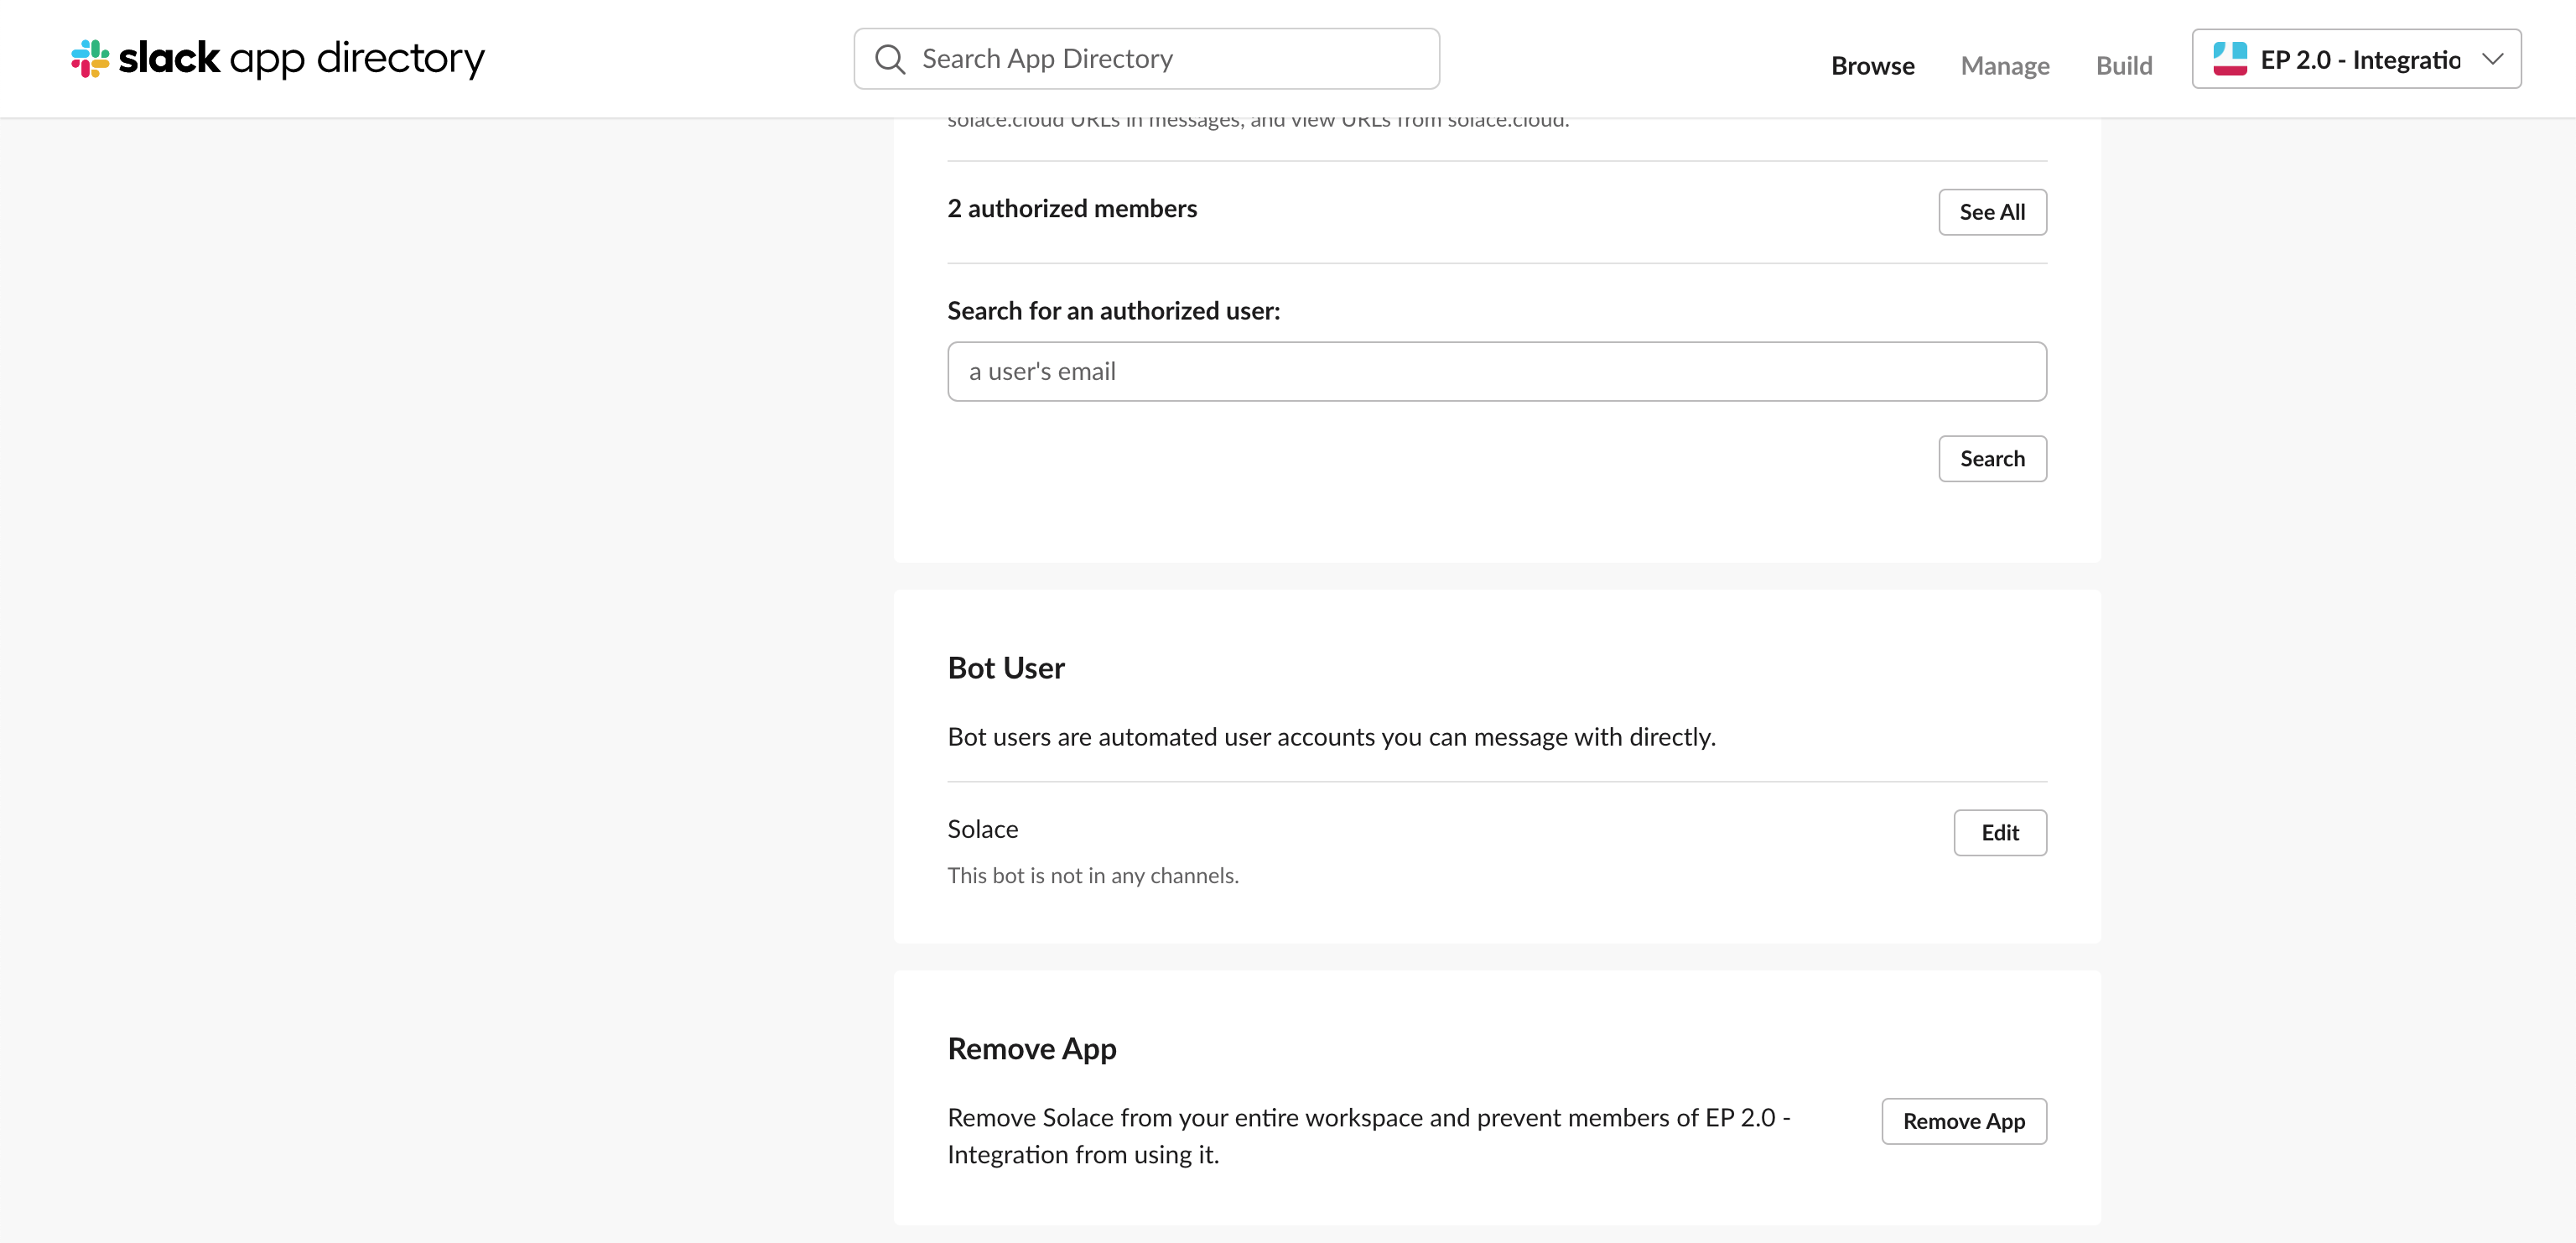 slack app directory
Search App Directory
Browse
Manage
Build
EP 2.0 - Integratio
solace.cloud URLs in messages, and view URLs from solace.cloud.
2 authorized members
See All
Search for an authorized user:
a user's email
Search
Bot User
Bot users are automated user accounts you can message with directly.
Solace
Edit
This bot is not in any channels.
Remove App
Remove Solace from your entire workspace and prevent members of EP 2.0 -
Integration from using it.
Remove App